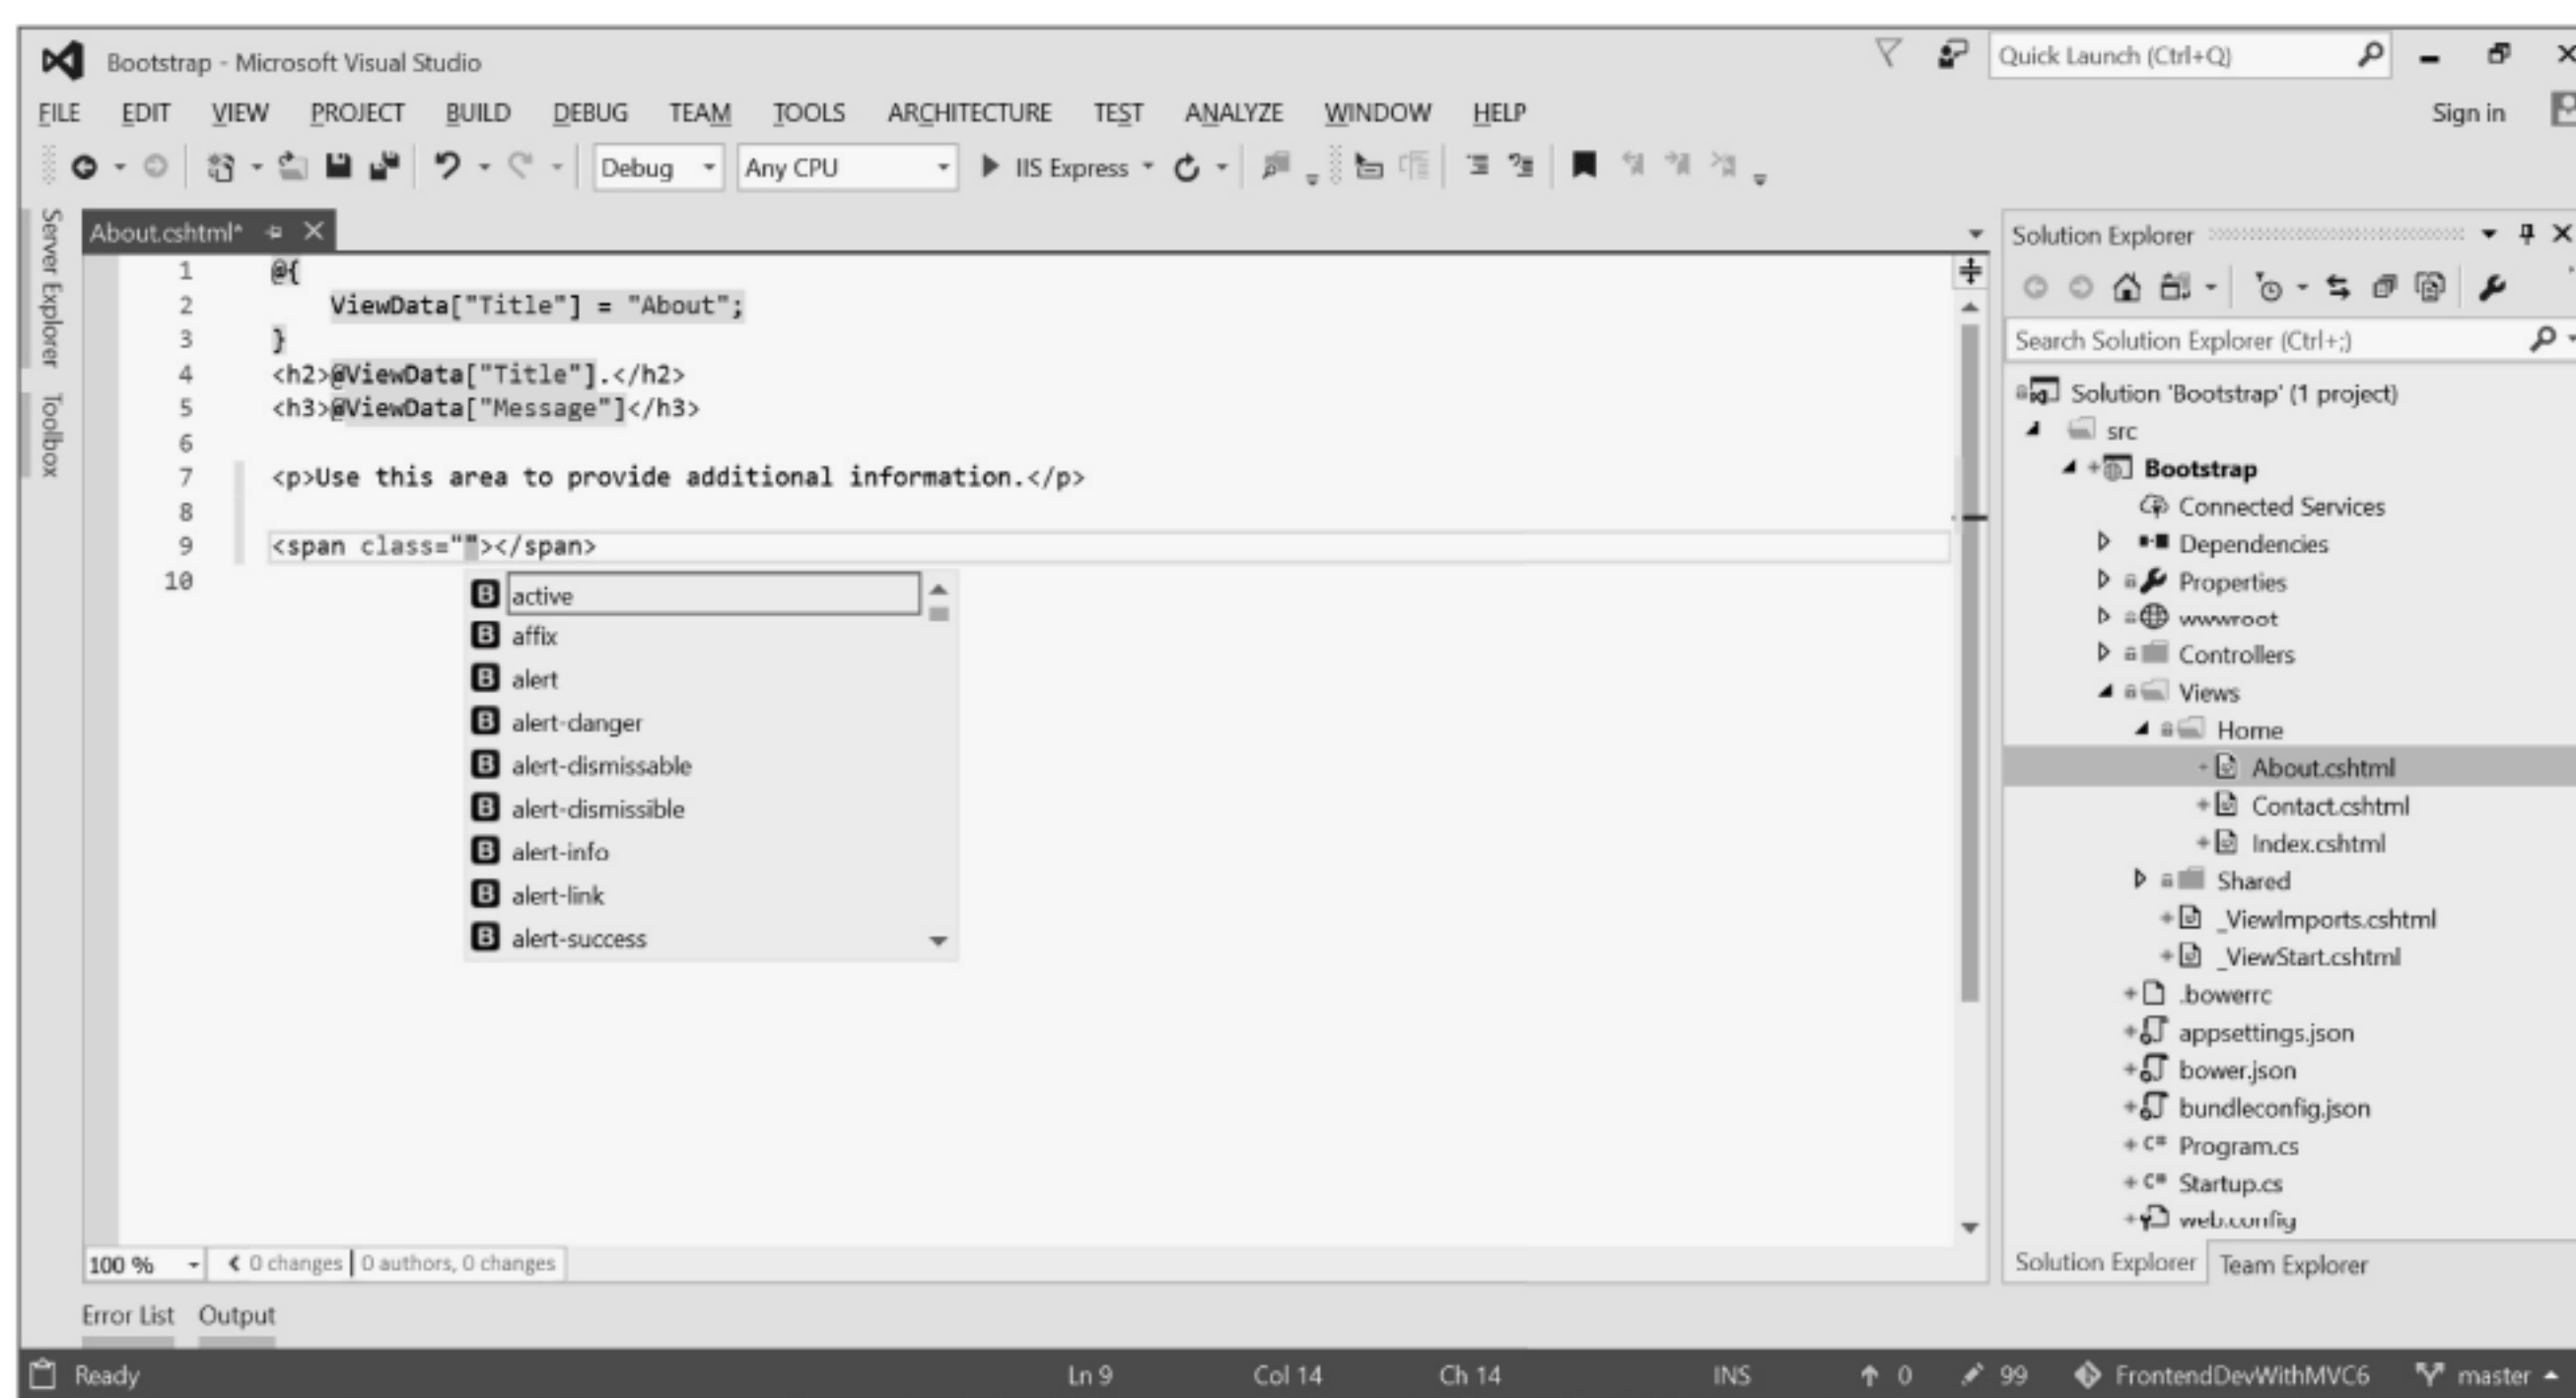 Bootstrap - Microsoft Visual Studio
Quick Launch (Ctrl+Q)
FILE EDIT VIEW PROJECT BUILD DEBUG TEAM TOOLS ARCHITECTURE TEST ANALYZE WINDOW HELP
Sign in
Debug Any CPU IIS Express
Server Explorer
Toolbox
About.cshtml*
1 @{
2 ViewData["Title"] = "About";
3 }
4 <h2>@ViewData["Title"].</h2>
5 <h3>@ViewData["Message"]</h3>
6
7 <p>Use this area to provide additional information.</p>
8
9 <span class=""></span>
10
active
affix
alert
alert-danger
alert-dismissable
alert-dismissible
alert-info
alert-link
alert-success
100 % 0 changes | 0 authors, 0 changes
Solution Explorer
Search Solution Explorer (Ctrl+;)
Solution 'Bootstrap' (1 project)
src
Bootstrap
Connected Services
Dependencies
Properties
wwwroot
Controllers
Views
Home
About.cshtml
Contact.cshtml
Index.cshtml
Shared
_ViewImports.cshtml
_ViewStart.cshtml
.bowerrc
appsettings.json
bower.json
bundleconfig.json
C# Program.cs
C# Startup.cs
web.config
Solution Explorer Team Explorer
Error List Output
Ready Ln 9 Col 14 Ch 14 INS 0 99 FrontendDevWithMVC6 master